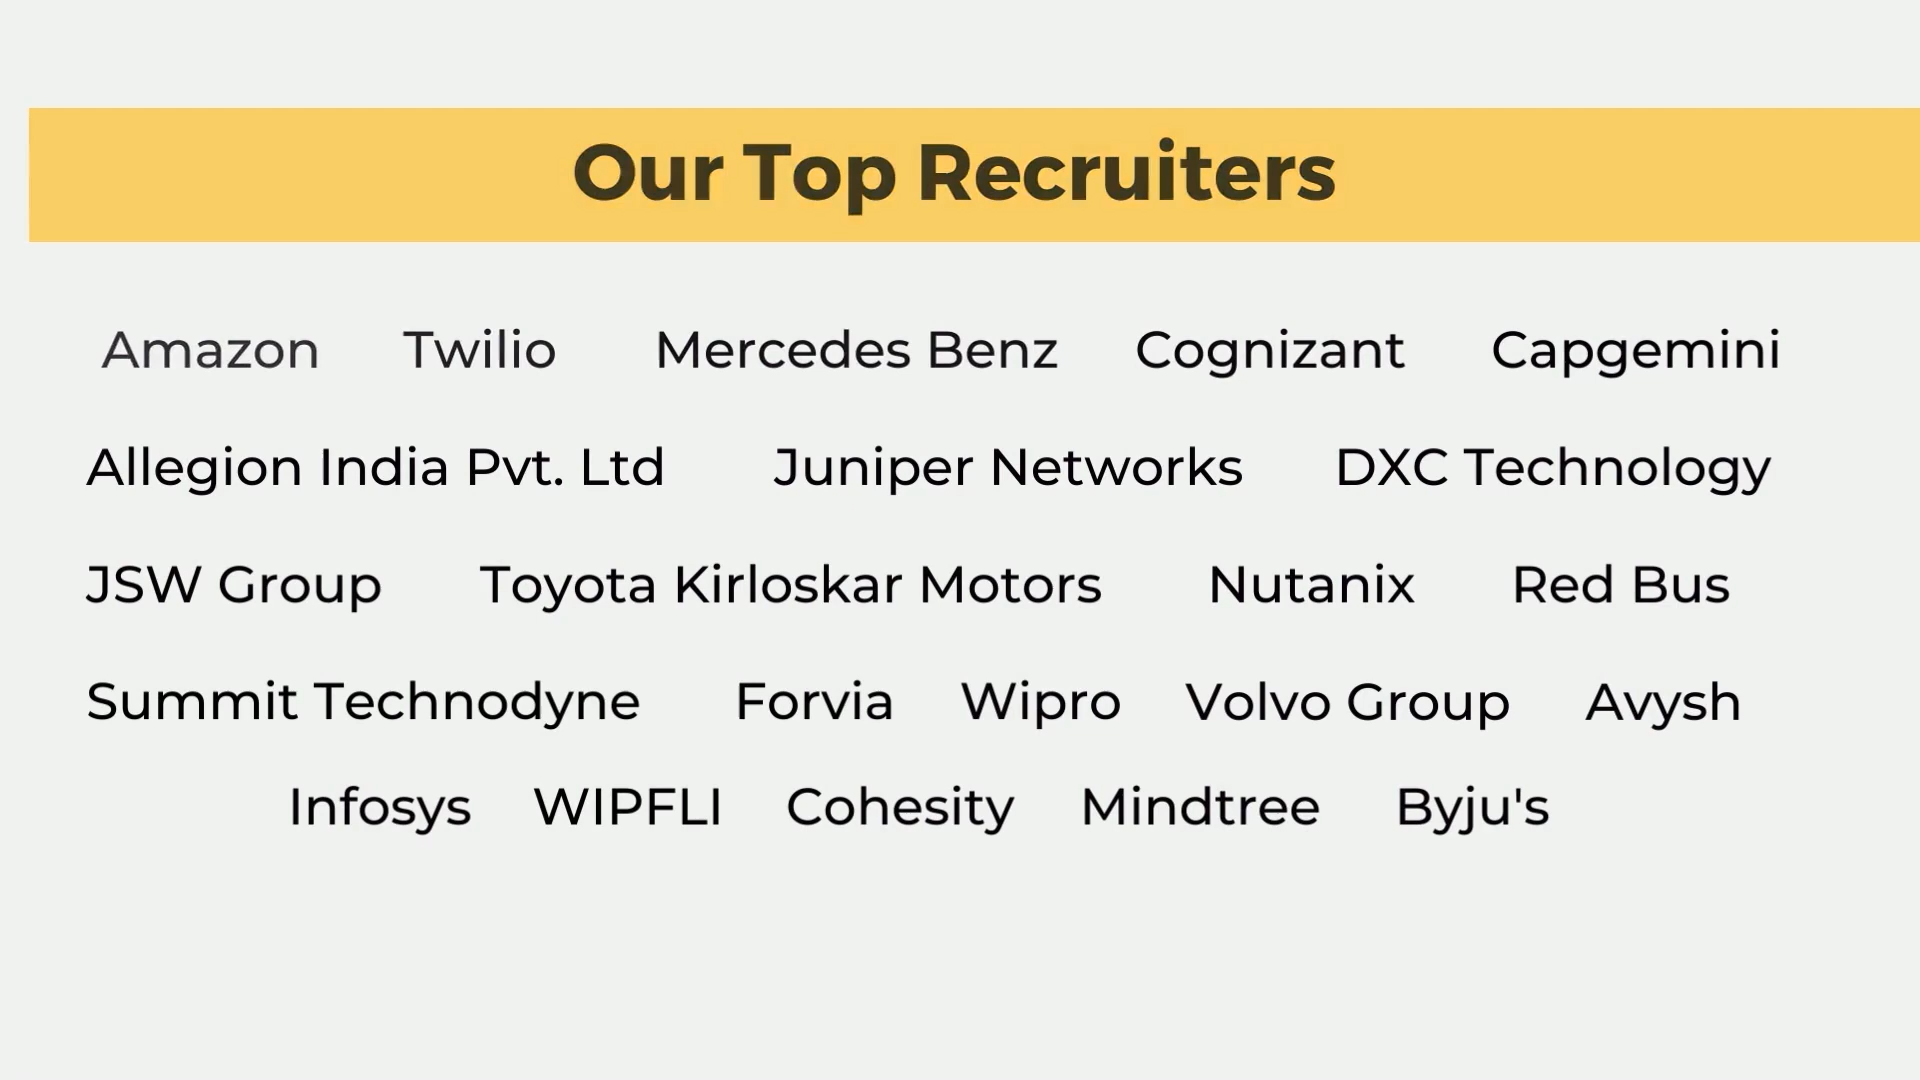 Our Top Recruiters
Amazon Twilio Mercedes Benz Cognizant Capgemini
Allegion India Pvt. Ltd Juniper Networks DXC Technology
JSW Group Toyota Kirloskar Motors Nutanix Red Bus
Summit Technodyne Forvia Wipro Volvo Group Avysh
Infosys WIPFLI Cohesity Mindtree Byju's